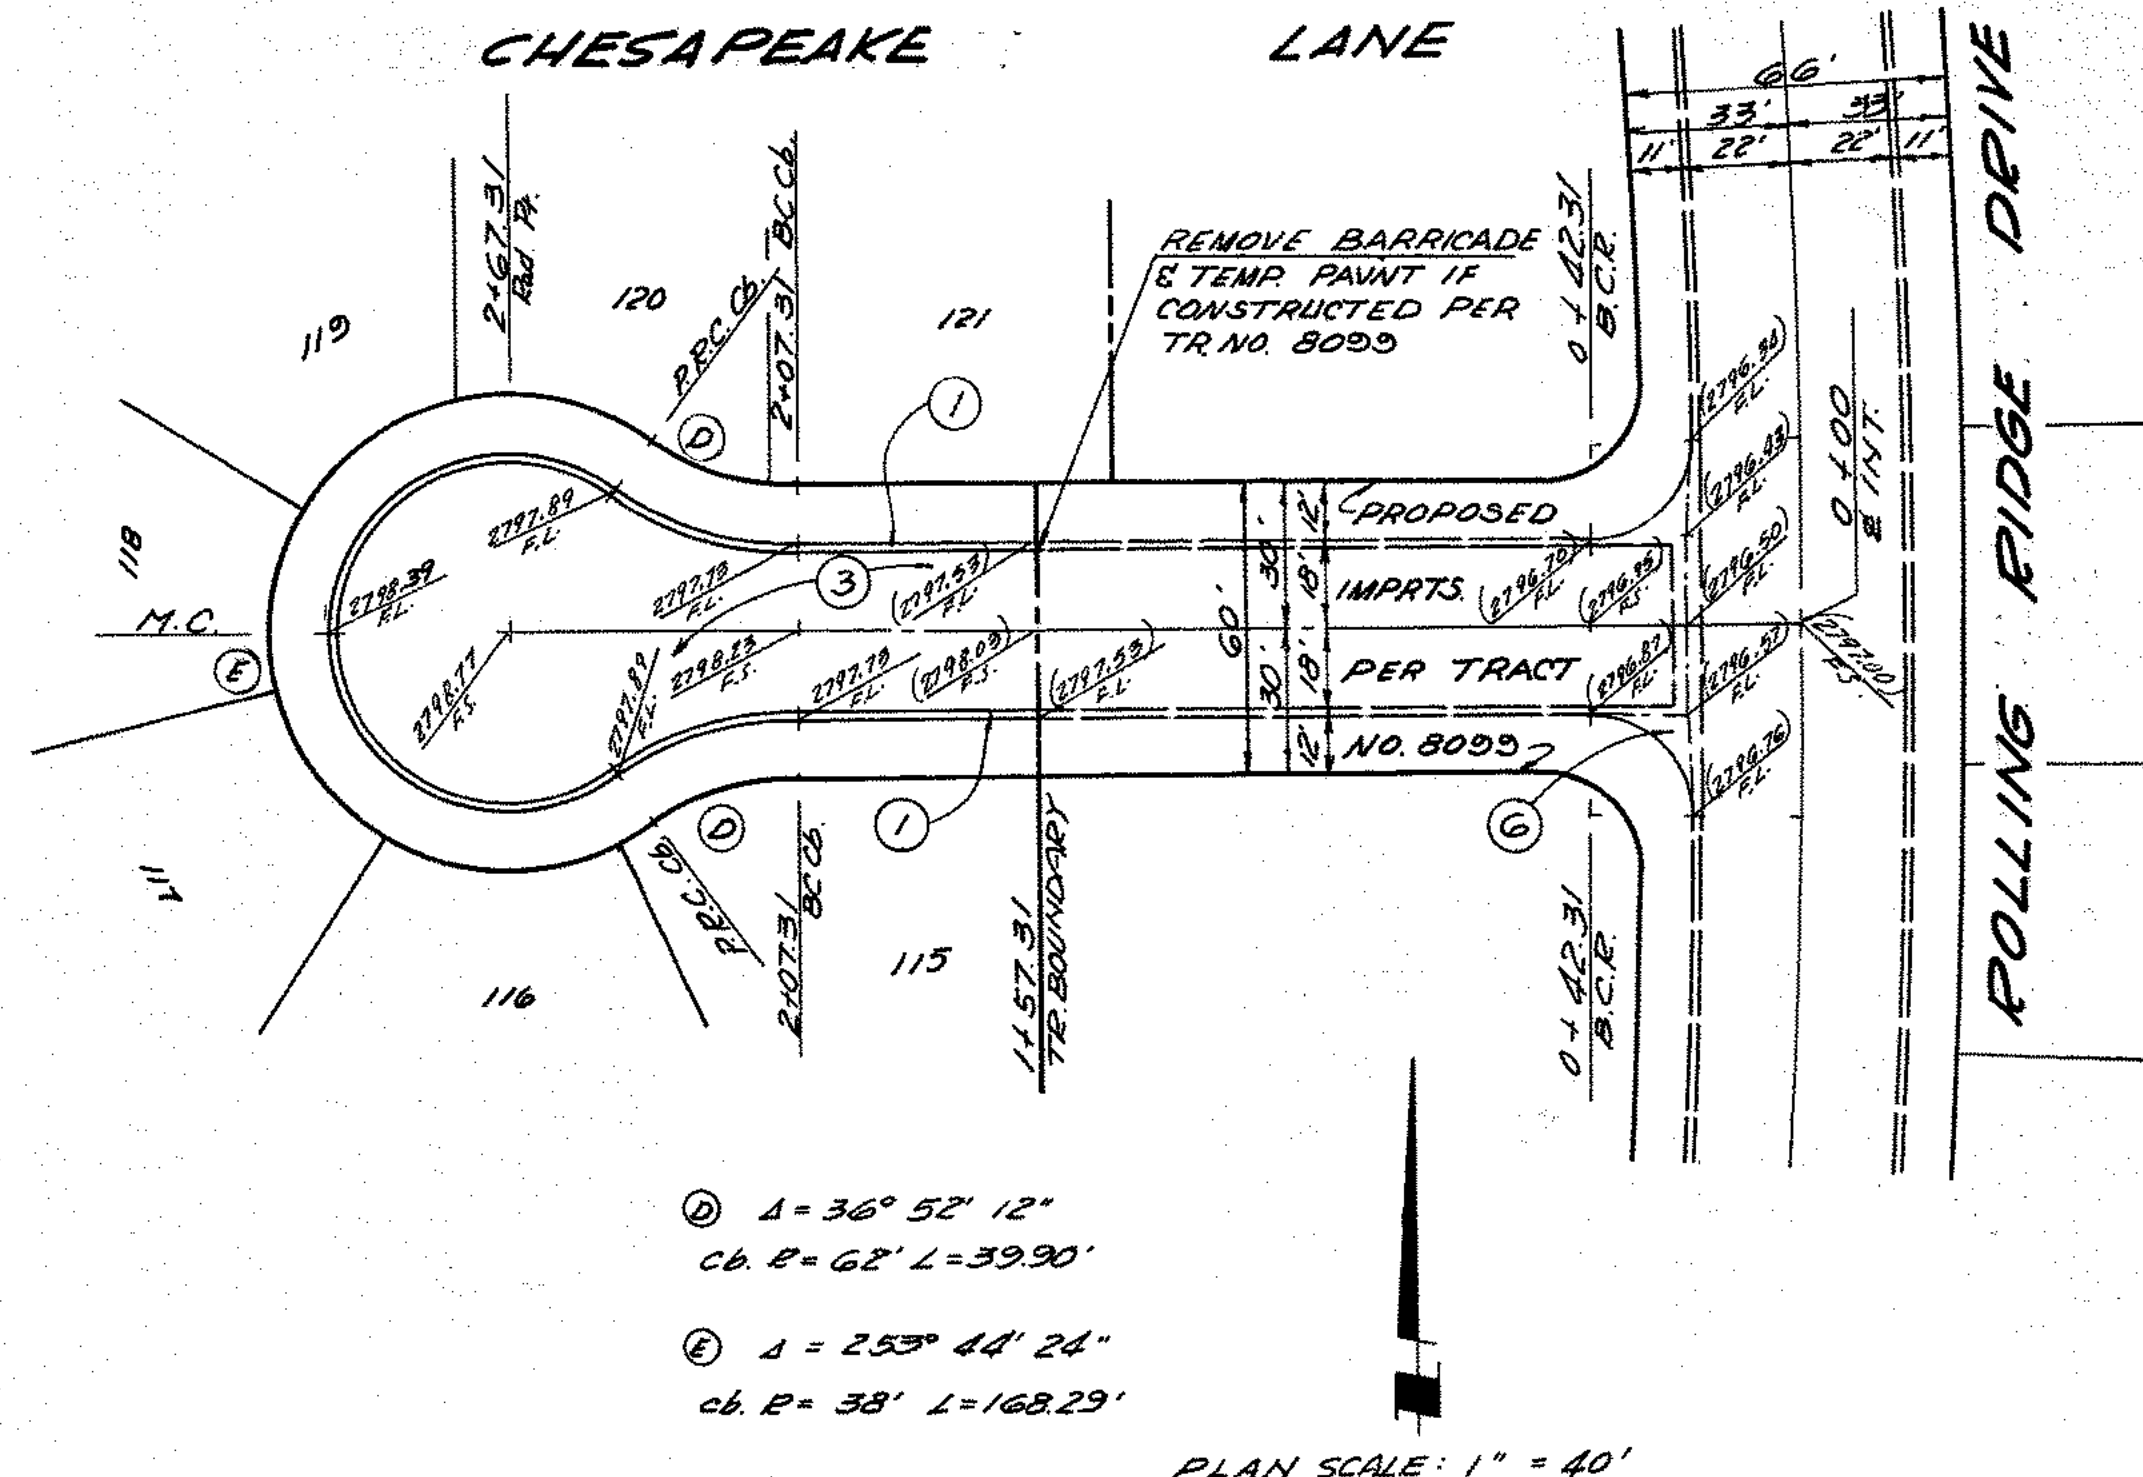 CHESAPEAKE LANE
66'
33' 33'
11' 22' 22' 11'
ROLLING RIDGE DRIVE
2+67.31
Rad Pt.
119
120
P.R.C. Cb.
2+07.31 BC Cb.
121
REMOVE BARRICADE
& TEMP. PAVNT IF
CONSTRUCTED PER
TR. NO. 8099
0+42.31
B.C.R.
(2796.34)
F.L.
D
1
0+00
INT.
(2796.43)
F.L.
2797.89
F.L.
12'
PROPOSED
118
2798.39
F.L.
2797.73
F.L.
3
(2797.53)
F.L.
30'
18'
IMPRTS.
(2796.70)
F.L.
(2796.95)
F.S.
(2796.50)
F.L.
M.C.
60'
E
2798.77
F.S.
2797.89
F.L.
2798.23
F.S.
2797.73
F.L.
(2798.03)
F.S.
(2797.53)
F.L.
30'
18'
PER TRACT
(2796.87)
F.L.
(2796.57)
F.L.
(2797.00)
F.S.
12'
NO. 8099
(2796.76)
F.L.
D
1
6
117
P.R.C. Cb.
2+07.31
BC Cb.
115
116
1+57.31
TR. BOUNDARY
0+42.31
B.C.R.
D Δ = 36° 52' 12"
cb. R = 62' L = 39.90'
E Δ = 253° 44' 24"
cb. R = 38' L = 168.29'
PLAN SCALE: 1" = 40'